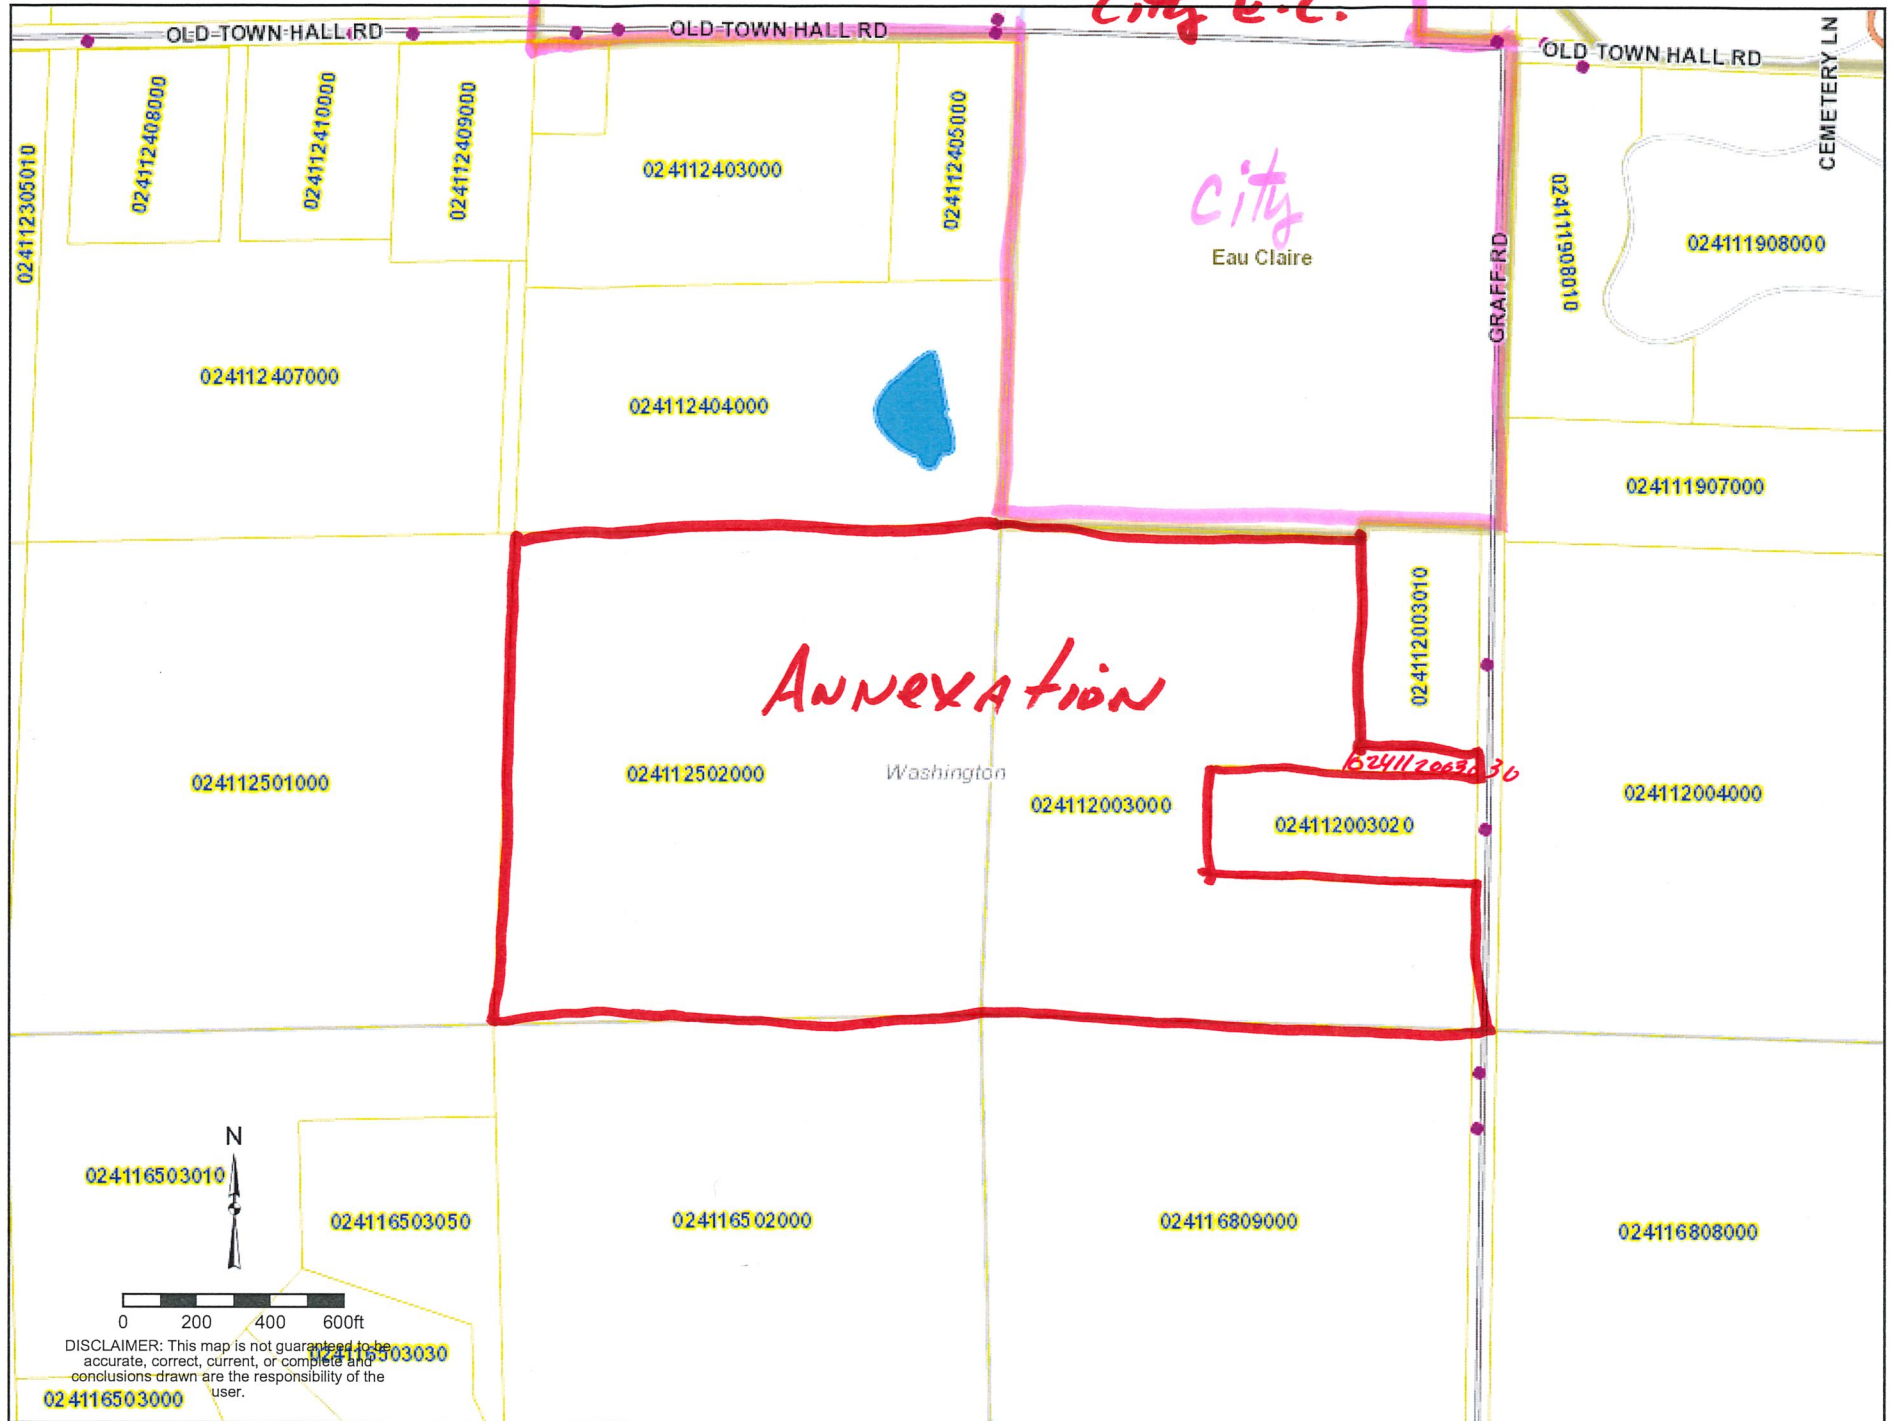 City E.C.
OLD TOWN HALL RD
OLD TOWN HALL RD
OLD TOWN HALL RD
CEMETERY LN
024112305010
024112408000
024112410000
024112409000
024112403000
024112405000
City
Eau Claire
GRAFF RD
024111908010
024111908000
024112407000
024112404000
024111907000
ANNEXATION
024112003010
024112501000
024112502000
Washington
024112003000
024112003030
024112003020
024112004000
N
024116503010
024116503050
024116502000
024116809000
024116808000
0 200 400 600ft
DISCLAIMER: This map is not guaranteed to be
accurate, correct, current, or complete and
conclusions drawn are the responsibility of the
user.
024116503030
024116503000